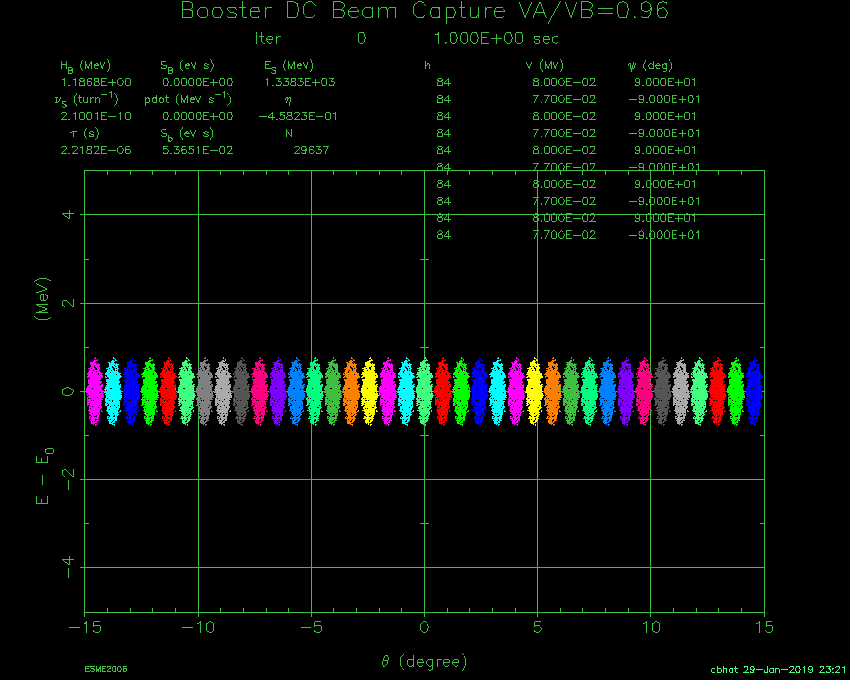 Booster DC Beam Capture VA/VB=0.96
Iter 0 1.000E+00 sec
H_B (MeV) S_B (eV s) E_S (MeV) h V (MV) ψ (deg)
1.1868E+00 0.0000E+00 1.3383E+03 84 8.000E-02 9.000E+01
ν_S (turn⁻¹) pdot (MeV s⁻¹) η 84 7.700E-02 -9.000E+01
2.1001E-10 0.0000E+00 -4.5823E-01 84 8.000E-02 9.000E+01
τ (s) S_b (eV s) N 84 7.700E-02 -9.000E+01
2.2182E-06 5.3651E-02 29637 84 8.000E-02 9.000E+01
84 7.700E-02 -9.000E+01
84 8.000E-02 9.000E+01
84 7.700E-02 -9.000E+01
84 8.000E-02 9.000E+01
84 7.700E-02 -9.000E+01
E - E_0 (MeV)
4
2
0
-2
-4
-15 -10 -5 0 5 10 15
θ (degree)
ESME2006 cbhat 29-Jan-2019 23:21